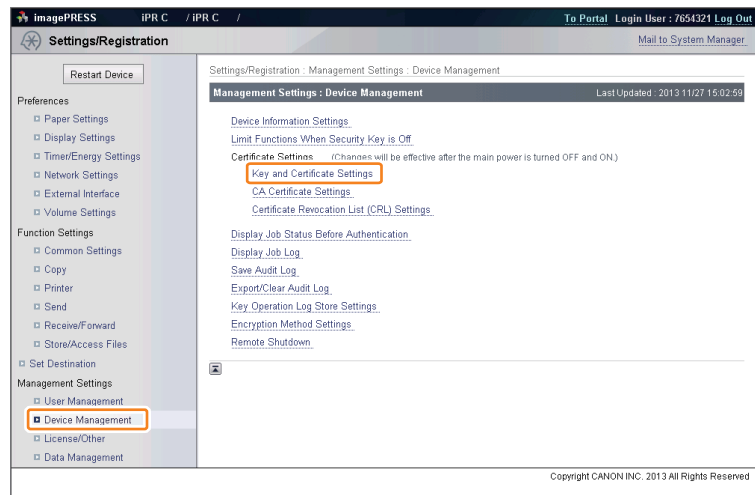 imagePRESS iPR C / iPR C /
To Portal Login User : 7654321 Log Out
Settings/Registration
Mail to System Manager
Restart Device
Preferences
Paper Settings
Display Settings
Timer/Energy Settings
Network Settings
External Interface
Volume Settings
Function Settings
Common Settings
Copy
Printer
Send
Receive/Forward
Store/Access Files
Set Destination
Management Settings
User Management
Device Management
License/Other
Data Management
Settings/Registration : Management Settings : Device Management
Management Settings : Device Management
Last Updated : 2013 11/27 15:02:59
Device Information Settings
Limit Functions When Security Key is Off
Certificate Settings (Changes will be effective after the main power is turned OFF and ON.)
Key and Certificate Settings
CA Certificate Settings
Certificate Revocation List (CRL) Settings
Display Job Status Before Authentication
Display Job Log
Save Audit Log
Export/Clear Audit Log
Key Operation Log Store Settings
Encryption Method Settings
Remote Shutdown
Copyright CANON INC. 2013 All Rights Reserved